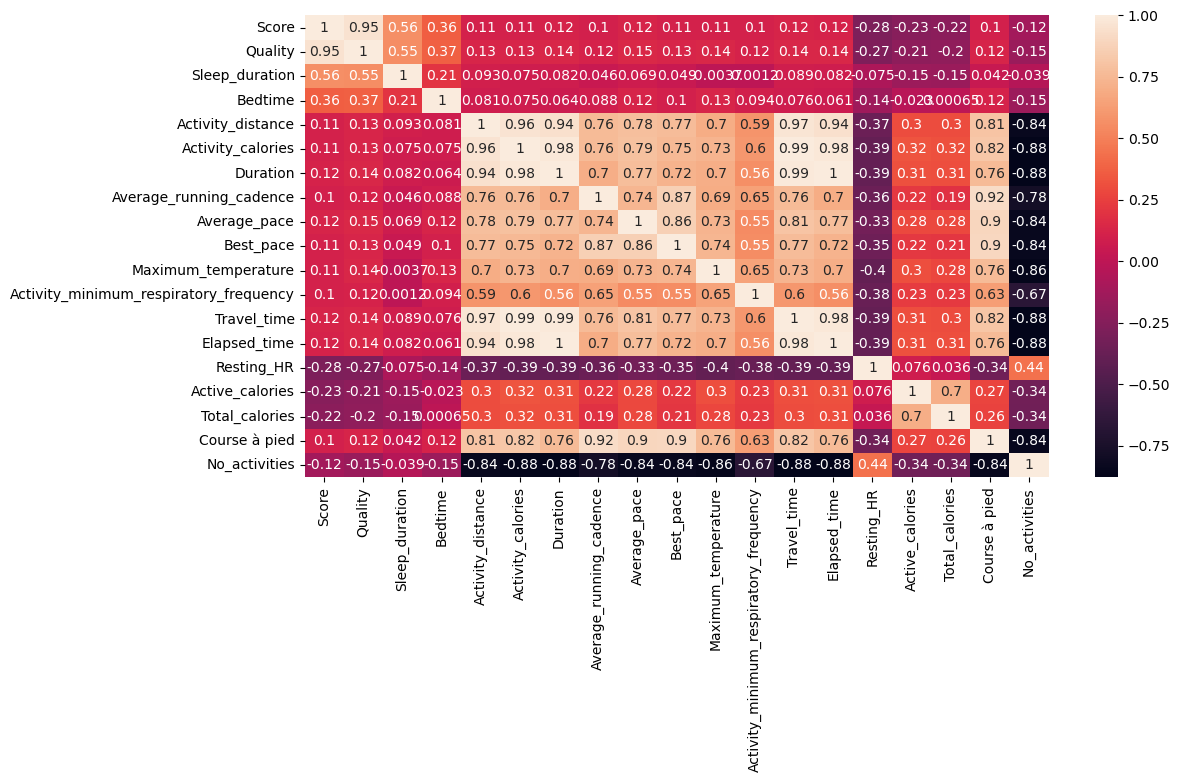 Score 1 0.95 0.56 0.36 0.11 0.11 0.12 0.1 0.12 0.11 0.11 0.1 0.12 0.12 -0.28 -0.23 -0.22 0.1 -0.12 1.00
Quality 0.95 1 0.55 0.37 0.13 0.13 0.14 0.12 0.15 0.13 0.14 0.12 0.14 0.14 -0.27 -0.21 -0.2 0.12 -0.15
Sleep_duration 0.56 0.55 1 0.21 0.093 0.075 0.082 0.046 0.069 0.049 -0.0037 0.0012 0.089 0.082 -0.075 -0.15 -0.15 0.042 -0.039 0.75
Bedtime 0.36 0.37 0.21 1 0.081 0.075 0.064 0.088 0.12 0.1 0.13 0.094 0.076 0.061 -0.14 -0.023 0.00065 0.12 -0.15
Activity_distance 0.11 0.13 0.093 0.081 1 0.96 0.94 0.76 0.78 0.77 0.7 0.59 0.97 0.94 -0.37 0.3 0.3 0.81 -0.84
Activity_calories 0.11 0.13 0.075 0.075 0.96 1 0.98 0.76 0.79 0.75 0.73 0.6 0.99 0.98 -0.39 0.32 0.32 0.82 -0.88 0.50
Duration 0.12 0.14 0.082 0.064 0.94 0.98 1 0.7 0.77 0.72 0.7 0.56 0.99 1 -0.39 0.31 0.31 0.76 -0.88
Average_running_cadence 0.1 0.12 0.046 0.088 0.76 0.76 0.7 1 0.74 0.87 0.69 0.65 0.76 0.7 -0.36 0.22 0.19 0.92 -0.78 0.25
Average_pace 0.12 0.15 0.069 0.12 0.78 0.79 0.77 0.74 1 0.86 0.73 0.55 0.81 0.77 -0.33 0.28 0.28 0.9 -0.84
Best_pace 0.11 0.13 0.049 0.1 0.77 0.75 0.72 0.87 0.86 1 0.74 0.55 0.77 0.72 -0.35 0.22 0.21 0.9 -0.84
Maximum_temperature 0.11 0.14 -0.0037 0.13 0.7 0.73 0.7 0.69 0.73 0.74 1 0.65 0.73 0.7 -0.4 0.3 0.28 0.76 -0.86 0.00
Activity_minimum_respiratory_frequency 0.1 0.12 0.0012 0.094 0.59 0.6 0.56 0.65 0.55 0.55 0.65 1 0.6 0.56 -0.38 0.23 0.23 0.63 -0.67
Travel_time 0.12 0.14 0.089 0.076 0.97 0.99 0.99 0.76 0.81 0.77 0.73 0.6 1 0.98 -0.39 0.31 0.3 0.82 -0.88
Elapsed_time 0.12 0.14 0.082 0.061 0.94 0.98 1 0.7 0.77 0.72 0.7 0.56 0.98 1 -0.39 0.31 0.31 0.76 -0.88 −0.25
Resting_HR -0.28 -0.27 -0.075 -0.14 -0.37 -0.39 -0.39 -0.36 -0.33 -0.35 -0.4 -0.38 -0.39 -0.39 1 0.076 0.036 -0.34 0.44
Active_calories -0.23 -0.21 -0.15 -0.023 0.3 0.32 0.31 0.22 0.28 0.22 0.3 0.23 0.31 0.31 0.076 1 0.7 0.27 -0.34 −0.50
Total_calories -0.22 -0.2 -0.15 0.00065 0.3 0.32 0.31 0.19 0.28 0.21 0.28 0.23 0.3 0.31 0.036 0.7 1 0.26 -0.34
Course à pied 0.1 0.12 0.042 0.12 0.81 0.82 0.76 0.92 0.9 0.9 0.76 0.63 0.82 0.76 -0.34 0.27 0.26 1 -0.84 −0.75
No_activities -0.12 -0.15 -0.039 -0.15 -0.84 -0.88 -0.88 -0.78 -0.84 -0.84 -0.86 -0.67 -0.88 -0.88 0.44 -0.34 -0.34 -0.84 1
Score
Quality
Sleep_duration
Bedtime
Activity_distance
Activity_calories
Duration
Average_running_cadence
Average_pace
Best_pace
Maximum_temperature
Activity_minimum_respiratory_frequency
Travel_time
Elapsed_time
Resting_HR
Active_calories
Total_calories
Course à pied
No_activities